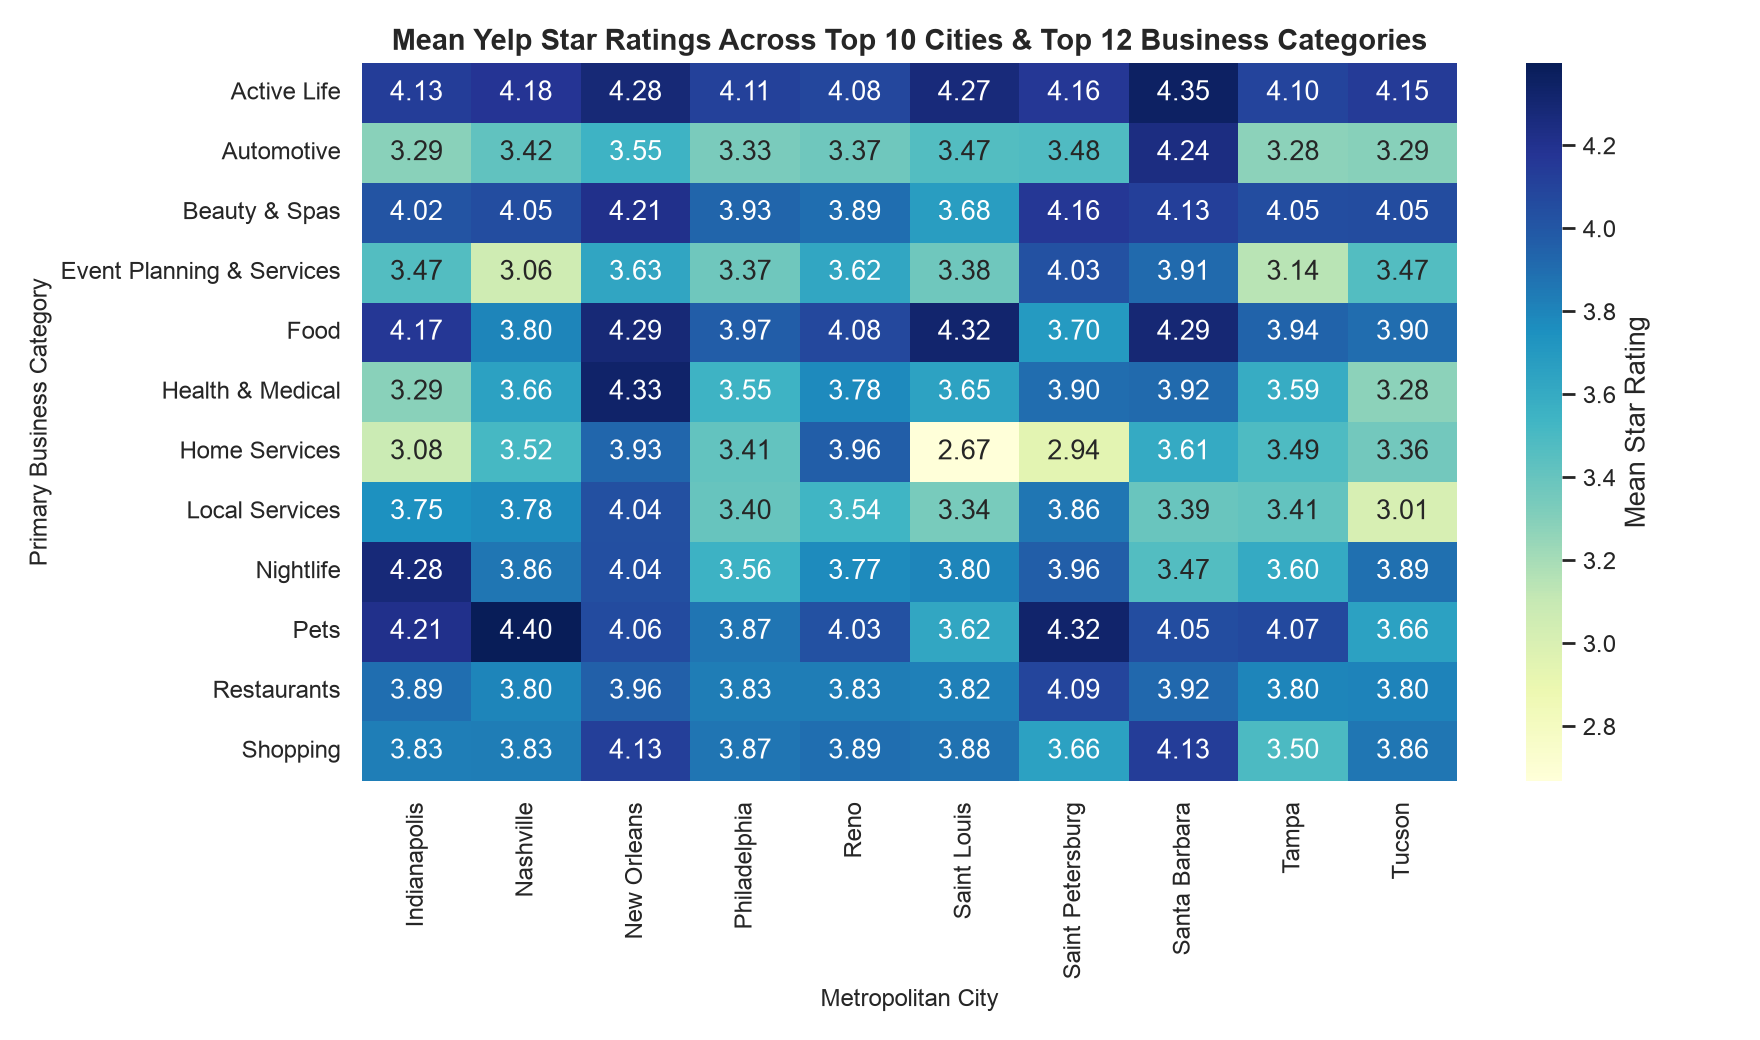 Mean Yelp Star Ratings Across Top 10 Cities & Top 12 Business Categories
Primary Business Category
Active Life 4.13 4.18 4.28 4.11 4.08 4.27 4.16 4.35 4.10 4.15
Automotive 3.29 3.42 3.55 3.33 3.37 3.47 3.48 4.24 3.28 3.29
Beauty & Spas 4.02 4.05 4.21 3.93 3.89 3.68 4.16 4.13 4.05 4.05
Event Planning & Services 3.47 3.06 3.63 3.37 3.62 3.38 4.03 3.91 3.14 3.47
Food 4.17 3.80 4.29 3.97 4.08 4.32 3.70 4.29 3.94 3.90
Health & Medical 3.29 3.66 4.33 3.55 3.78 3.65 3.90 3.92 3.59 3.28
Home Services 3.08 3.52 3.93 3.41 3.96 2.67 2.94 3.61 3.49 3.36
Local Services 3.75 3.78 4.04 3.40 3.54 3.34 3.86 3.39 3.41 3.01
Nightlife 4.28 3.86 4.04 3.56 3.77 3.80 3.96 3.47 3.60 3.89
Pets 4.21 4.40 4.06 3.87 4.03 3.62 4.32 4.05 4.07 3.66
Restaurants 3.89 3.80 3.96 3.83 3.83 3.82 4.09 3.92 3.80 3.80
Shopping 3.83 3.83 4.13 3.87 3.89 3.88 3.66 4.13 3.50 3.86
Indianapolis
Nashville
New Orleans
Philadelphia
Reno
Saint Louis
Saint Petersburg
Santa Barbara
Tampa
Tucson
Metropolitan City
4.2
4.0
3.8
3.6
3.4
3.2
3.0
2.8
Mean Star Rating